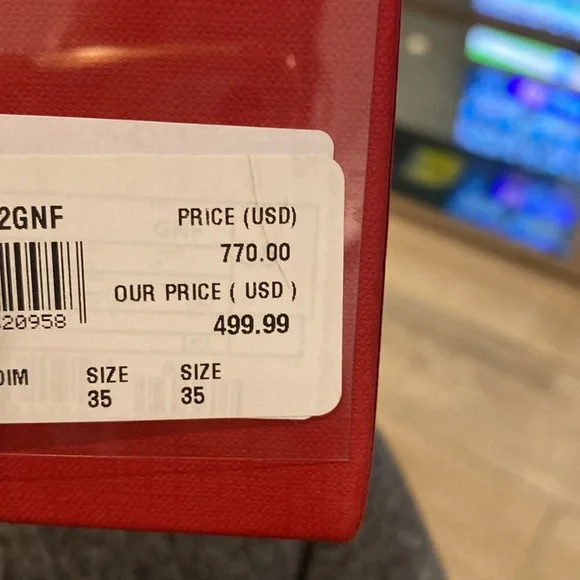 2GNF
PRICE (USD)
770.00
OUR PRICE ( USD )
20958
499.99
DIM SIZE SIZE
35 35